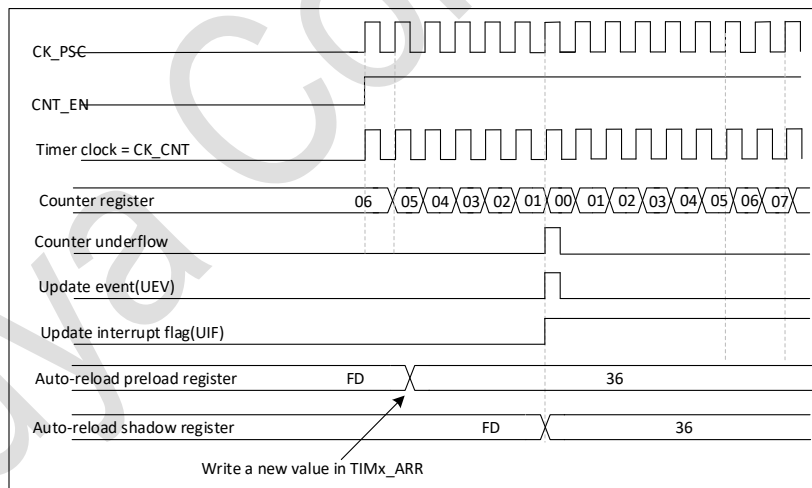 CK_PSC
CNT_EN
Timer clock = CK_CNT
Counter register 06 05 04 03 02 01 00 01 02 03 04 05 06 07
Counter underflow
Update event(UEV)
Update interrupt flag(UIF)
Auto-reload preload register FD 36
Auto-reload shadow register FD 36
Write a new value in TIMx_ARR